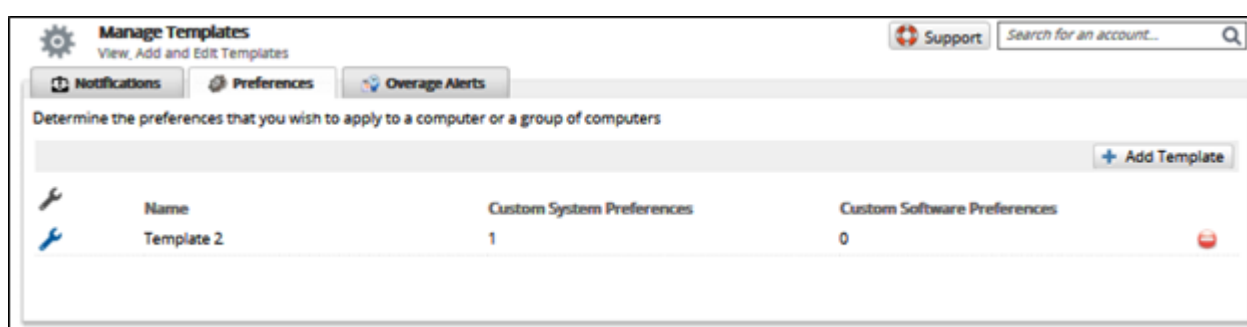 Manage Templates
View, Add and Edit Templates
Support
Search for an account...
Notifications
Preferences
Overage Alerts
Determine the preferences that you wish to apply to a computer or a group of computers
Add Template
Name Custom System Preferences Custom Software Preferences
Template 2 1 0